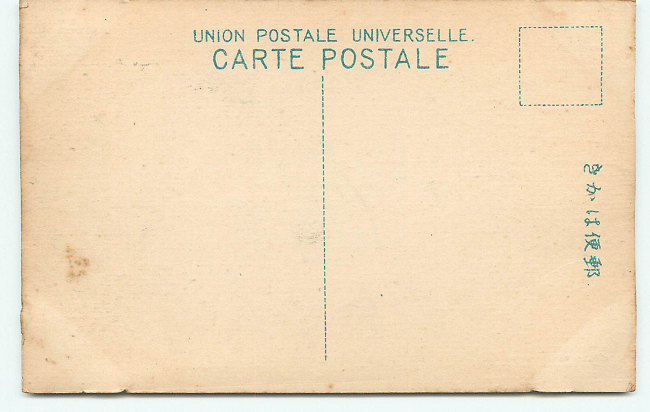 UNION POSTALE UNIVERSELLE.
CARTE POSTALE
郵便はかき